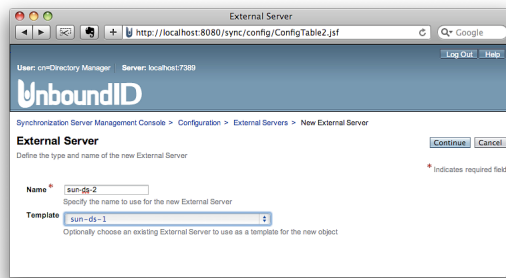 External Server
http://localhost:8080/sync/config/ConfigTable2.jsf
Google
Log Out Help
User: cn=Directory Manager Server: localhost:7389
UnboundID
Synchronization Server Management Console > Configuration > External Servers > New External Server
External Server
Continue Cancel
Define the type and name of the new External Server
* Indicates required field
Name * sun-ds-2
Specify the name to use for the new External Server
Template sun-ds-1
Optionally choose an existing External Server to use as a template for the new object